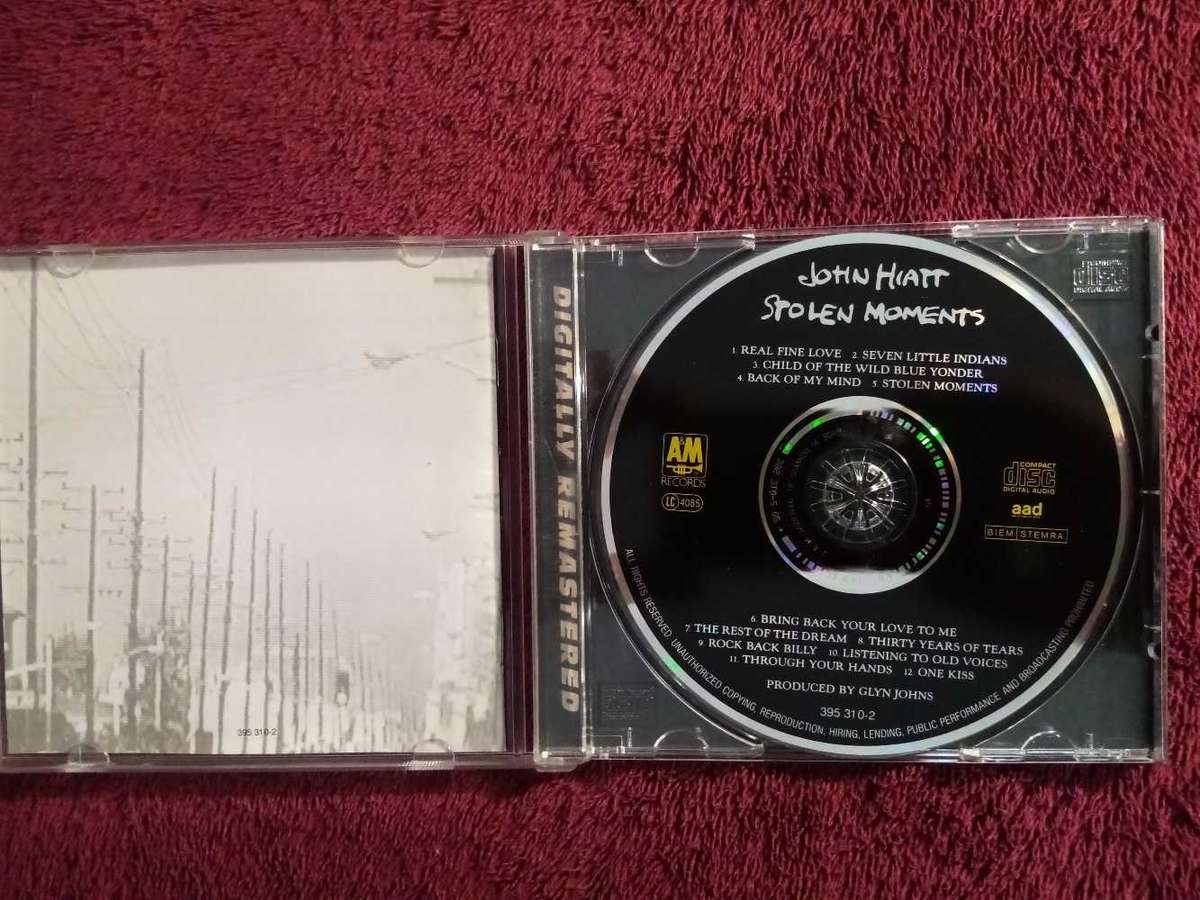 395 310-2
DIGITALLY REMASTERED
COMPACT
disc
DIGITAL AUDIO
JOHN HIATT
STOLEN MOMENTS
1. REAL FINE LOVE 2. SEVEN LITTLE INDIANS
3. CHILD OF THE WILD BLUE YONDER
4. BACK OF MY MIND 5. STOLEN MOMENTS
A&M
RECORDS
LC 4085
COMPACT
disc
DIGITAL AUDIO
aad
BIEM STEMRA
6. BRING BACK YOUR LOVE TO ME
7. THE REST OF THE DREAM 8. THIRTY YEARS OF TEARS
9. ROCK BACK BILLY 10. LISTENING TO OLD VOICES
11. THROUGH YOUR HANDS 12. ONE KISS
PRODUCED BY GLYN JOHNS
395 310-2
ALL RIGHTS RESERVED. UNAUTHORIZED COPYING, REPRODUCTION, HIRING, LENDING, PUBLIC PERFORMANCE AND BROADCASTING PROHIBITED